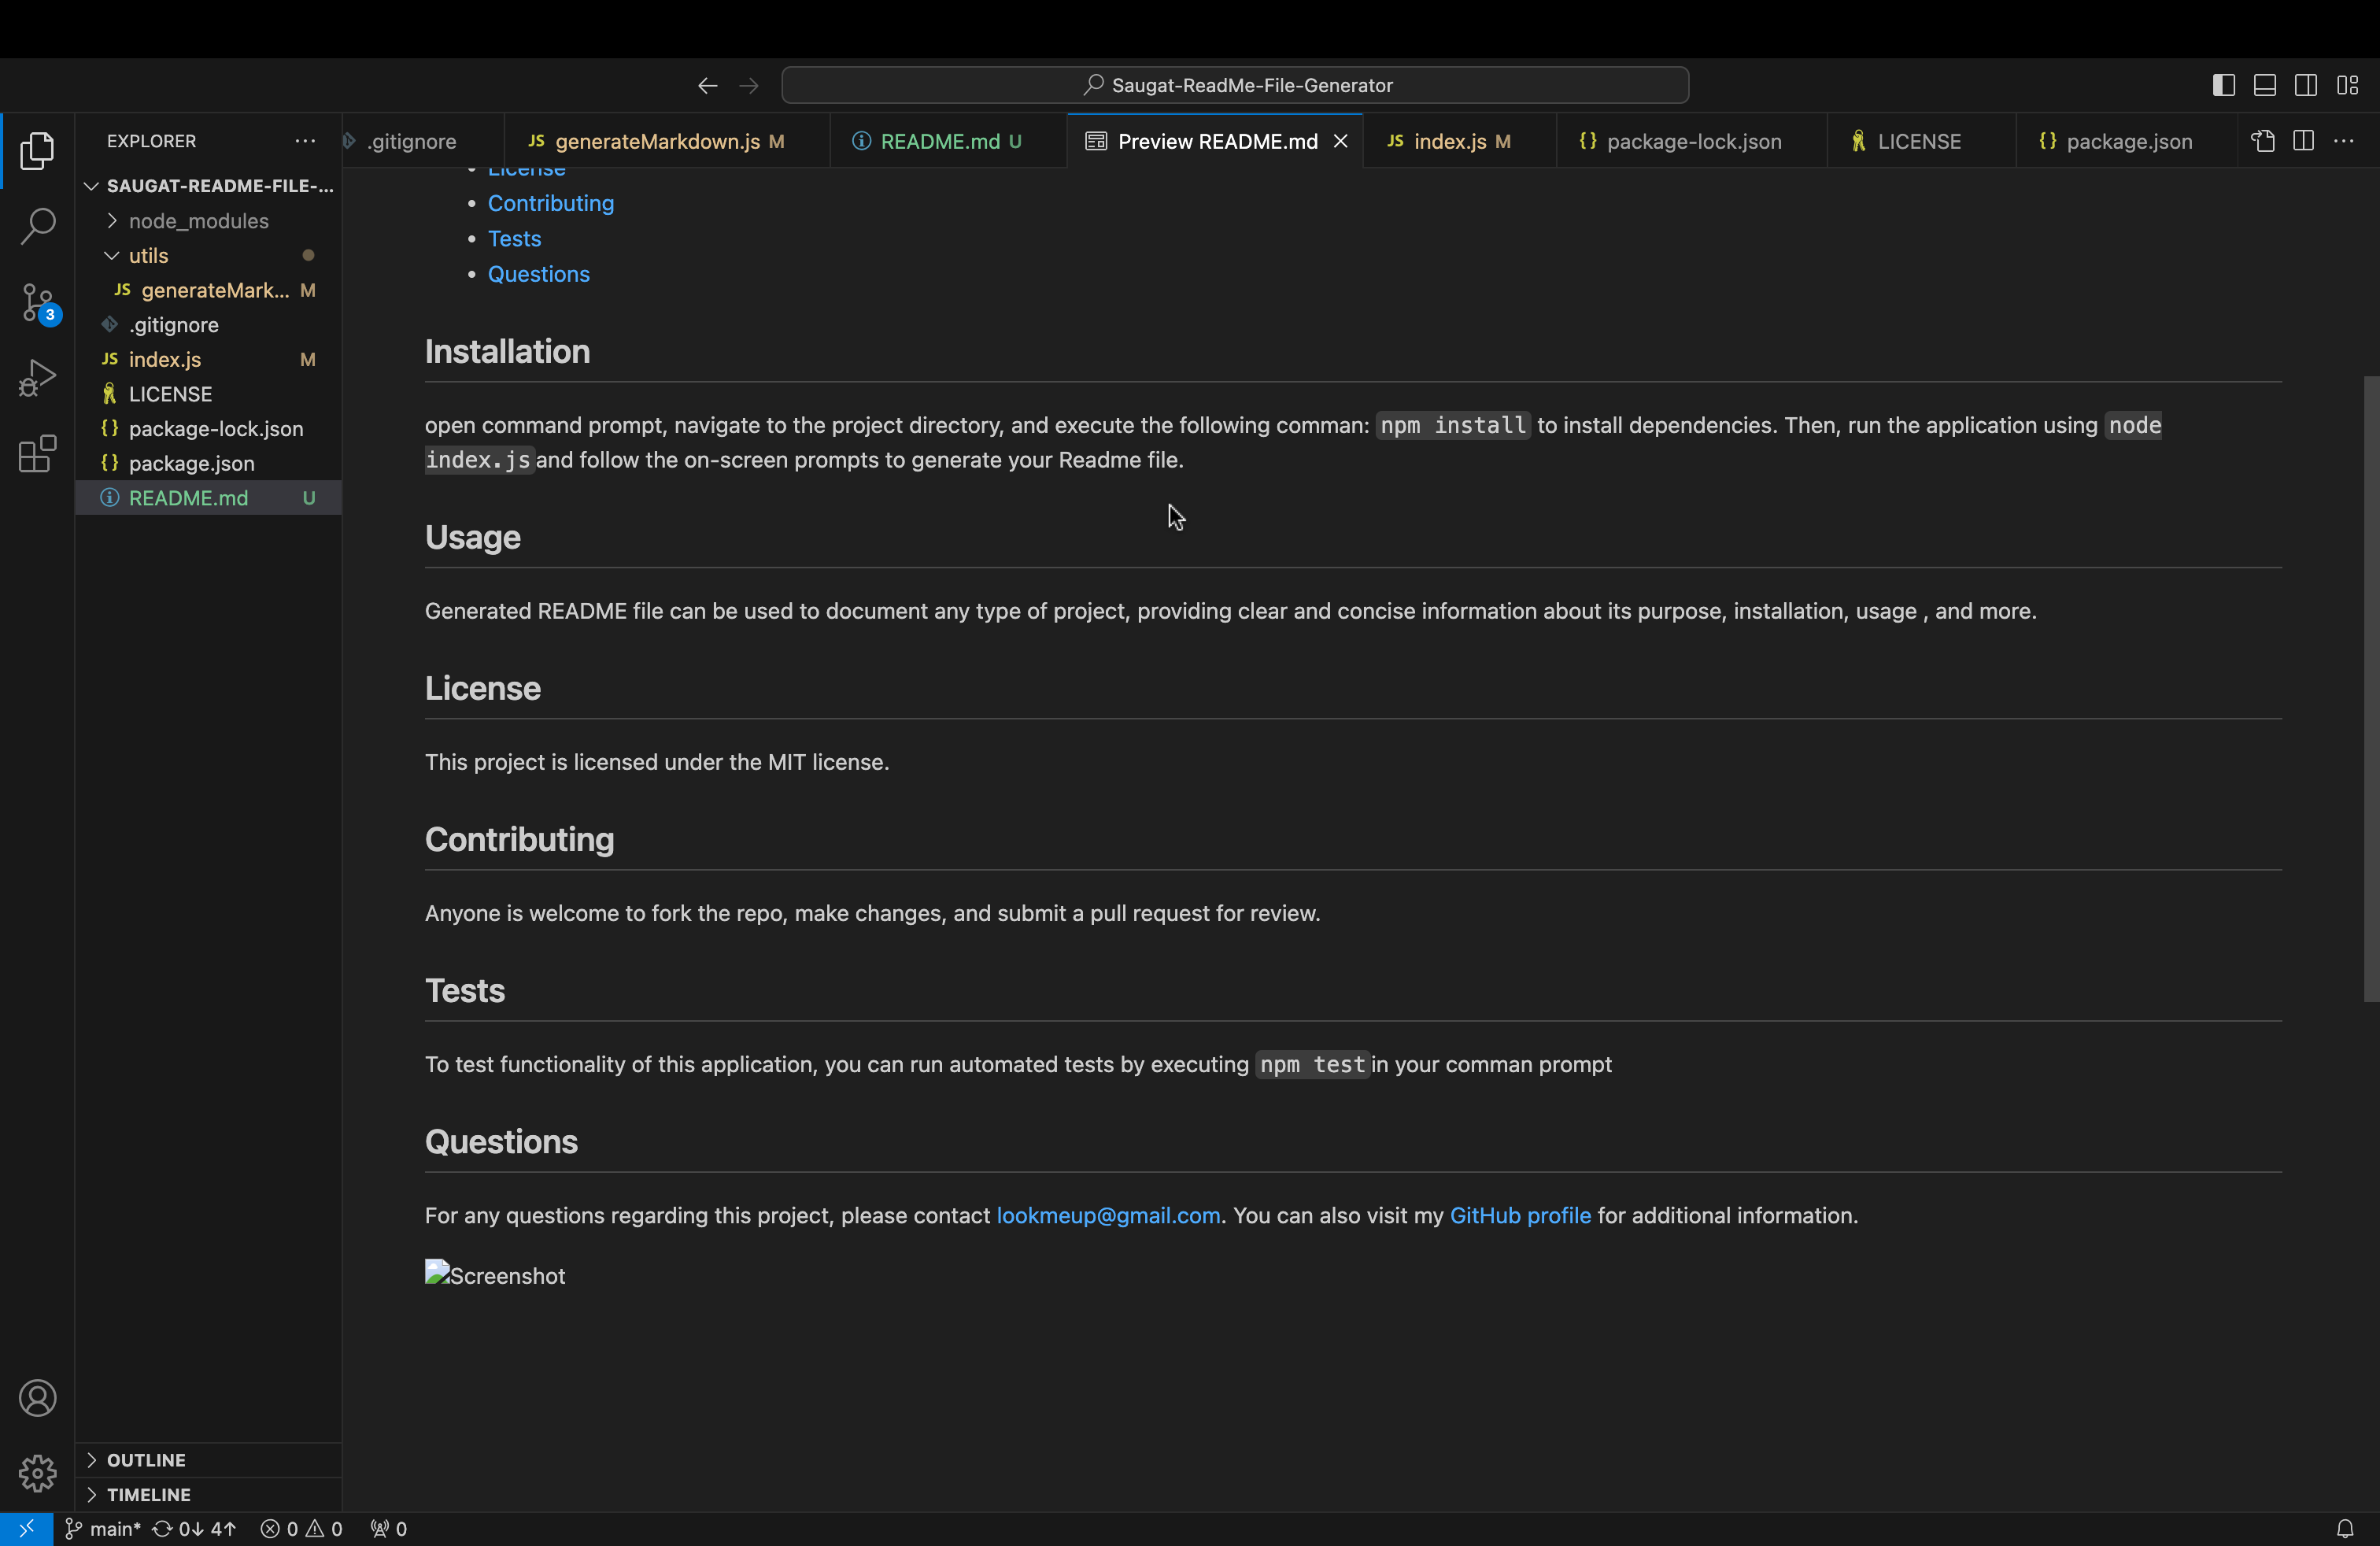 Saugat-ReadMe-File-Generator
EXPLORER
.gitignore
JS generateMarkdown.js M
README.md U
Preview README.md
JS index.js M
{} package-lock.json
LICENSE
{} package.json
SAUGAT-README-FILE-...
node_modules
utils
JS generateMark... M
.gitignore
JS index.js M
LICENSE
{} package-lock.json
{} package.json
README.md U
3
OUTLINE
TIMELINE
• License
• Contributing
• Tests
• Questions
Installation
open command prompt, navigate to the project directory, and execute the following comman: npm install to install dependencies. Then, run the application using node
index.js and follow the on-screen prompts to generate your Readme file.
Usage
Generated README file can be used to document any type of project, providing clear and concise information about its purpose, installation, usage , and more.
License
This project is licensed under the MIT license.
Contributing
Anyone is welcome to fork the repo, make changes, and submit a pull request for review.
Tests
To test functionality of this application, you can run automated tests by executing npm test in your comman prompt
Questions
For any questions regarding this project, please contact lookmeup@gmail.com. You can also visit my GitHub profile for additional information.
Screenshot
main* 0↓ 4↑ 0 0 0